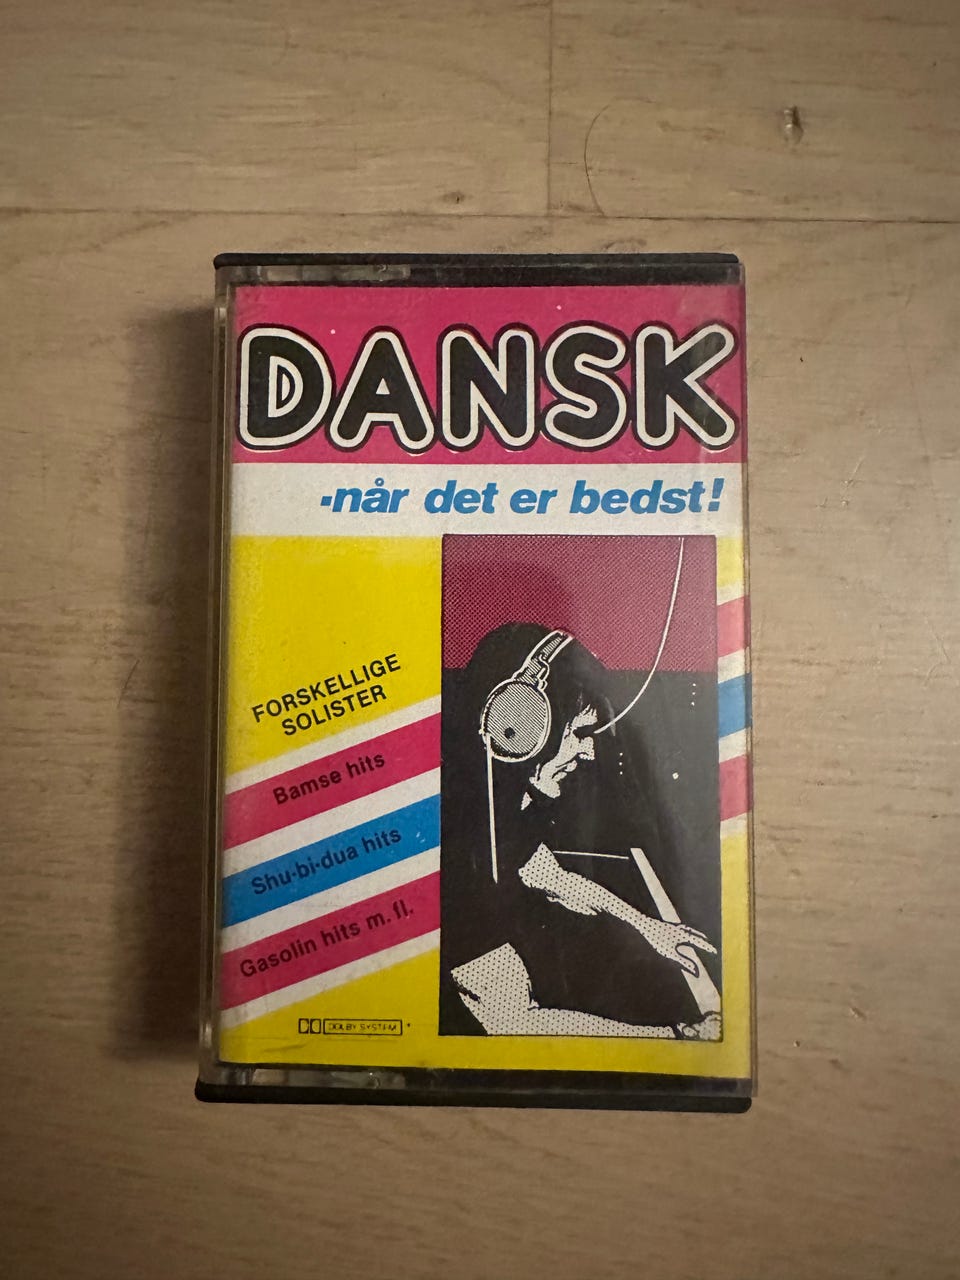 DANSK
-når det er bedst!
FORSKELLIGE
SOLISTER
Bamse hits
Shu-bi-dua hits
Gasolin hits m. fl.
DOLBY SYSTEM